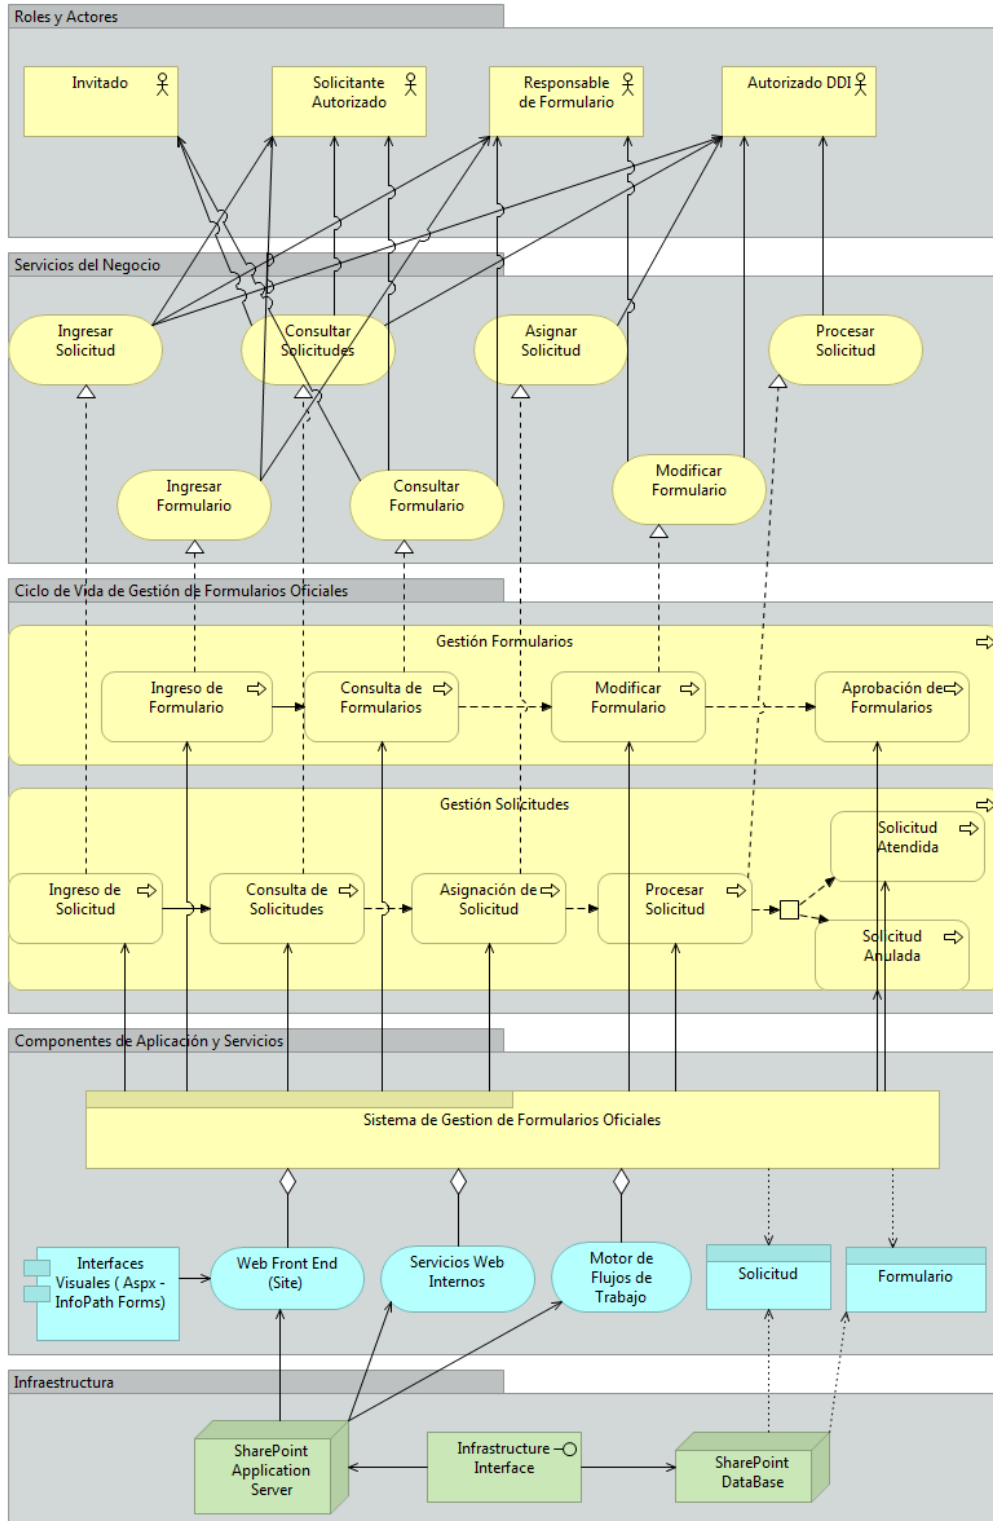 Roles y Actores
Invitado
Solicitante
Autorizado
Responsable
de Formulario
Autorizado DDI
Servicios del Negocio
Ingresar
Solicitud
Consultar
Solicitudes
Asignar
Solicitud
Procesar
Solicitud
Ingresar
Formulario
Consultar
Formulario
Modificar
Formulario
Ciclo de Vida de Gestión de Formularios Oficiales
Gestión Formularios
Ingreso de
Formulario
Consulta de
Formularios
Modificar
Formulario
Aprobación de
Formularios
Gestión Solicitudes
Solicitud
Atendida
Ingreso de
Solicitud
Consulta de
Solicitudes
Asignación de
Solicitud
Procesar
Solicitud
Solicitud
Anulada
Componentes de Aplicación y Servicios
Sistema de Gestion de Formularios Oficiales
Interfaces
Visuales ( Aspx -
InfoPath Forms)
Web Front End
(Site)
Servicios Web
Internos
Motor de
Flujos de
Trabajo
Solicitud
Formulario
Infraestructura
SharePoint
Application
Server
Infrastructure
Interface
SharePoint
DataBase